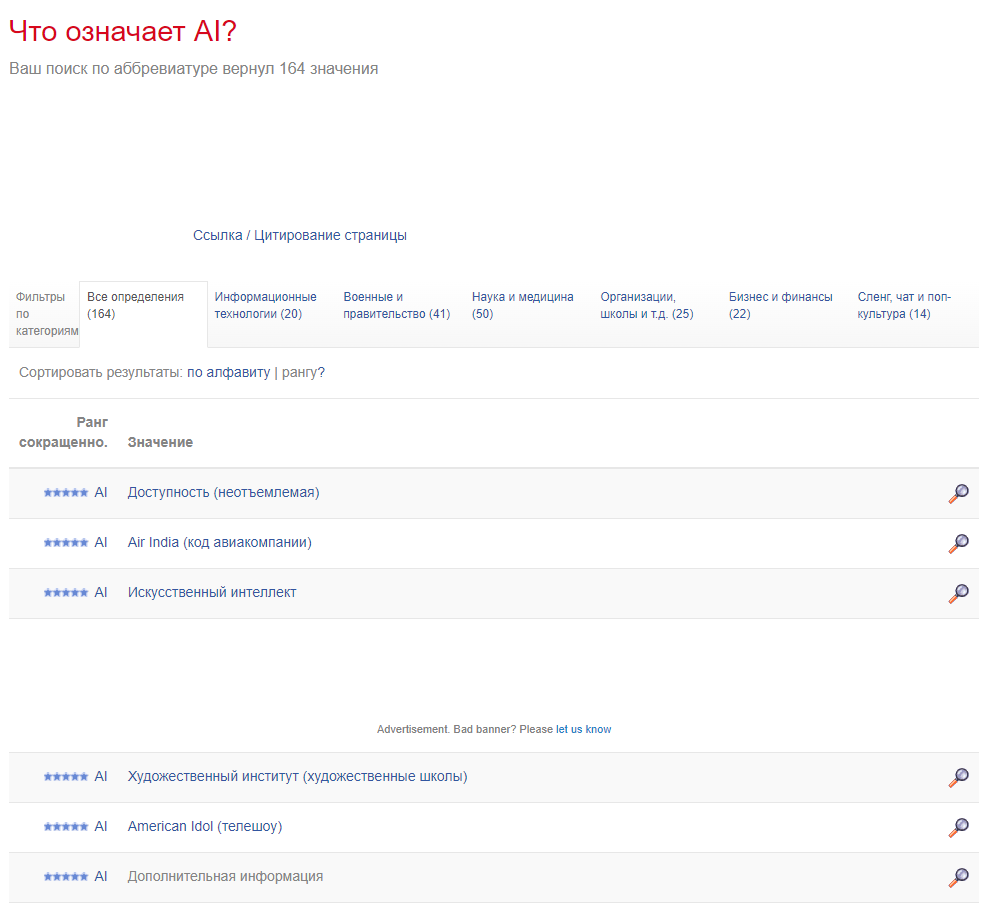 Что означает AI?
Ваш поиск по аббревиатуре вернул 164 значения
Ссылка / Цитирование страницы
Фильтры по категориям
Все определения (164)
Информационные технологии (20)
Военные и правительство (41)
Наука и медицина (50)
Организации, школы и т.д. (25)
Бизнес и финансы (22)
Сленг, чат и поп-культура (14)
Сортировать результаты: по алфавиту | рангу?
Ранг сокращенно. Значение
AI Доступность (неотъемлемая)
AI Air India (код авиакомпании)
AI Искусственный интеллект
Advertisement. Bad banner? Please let us know
AI Художественный институт (художественные школы)
AI American Idol (телешоу)
AI Дополнительная информация